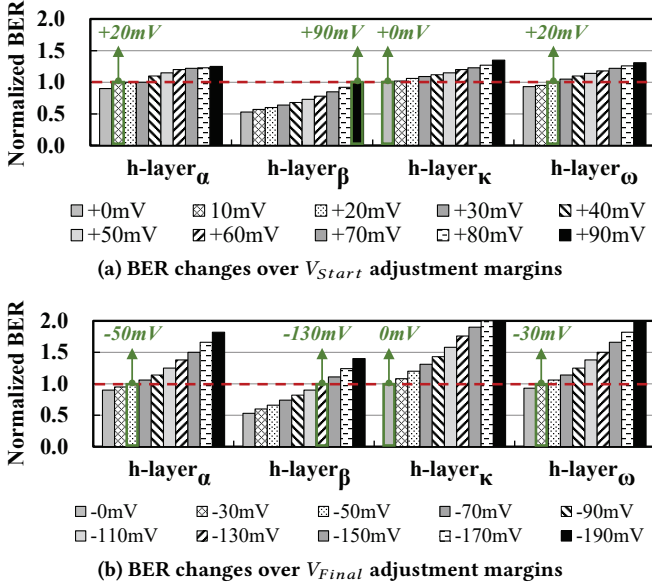 Normalized BER
2.0
1.5
1.0
0.5
0.0
+20mV
+90mV
+0mV
+20mV
h-layerα
h-layerβ
h-layerκ
h-layerω
+0mV 10mV +20mV +30mV +40mV
+50mV +60mV +70mV +80mV +90mV
(a) BER changes over VStart adjustment margins
Normalized BER
2.0
1.5
1.0
0.5
0.0
-50mV
-130mV
0mV
-30mV
h-layerα
h-layerβ
h-layerκ
h-layerω
-0mV -30mV -50mV -70mV -90mV
-110mV -130mV -150mV -170mV -190mV
(b) BER changes over VFinal adjustment margins